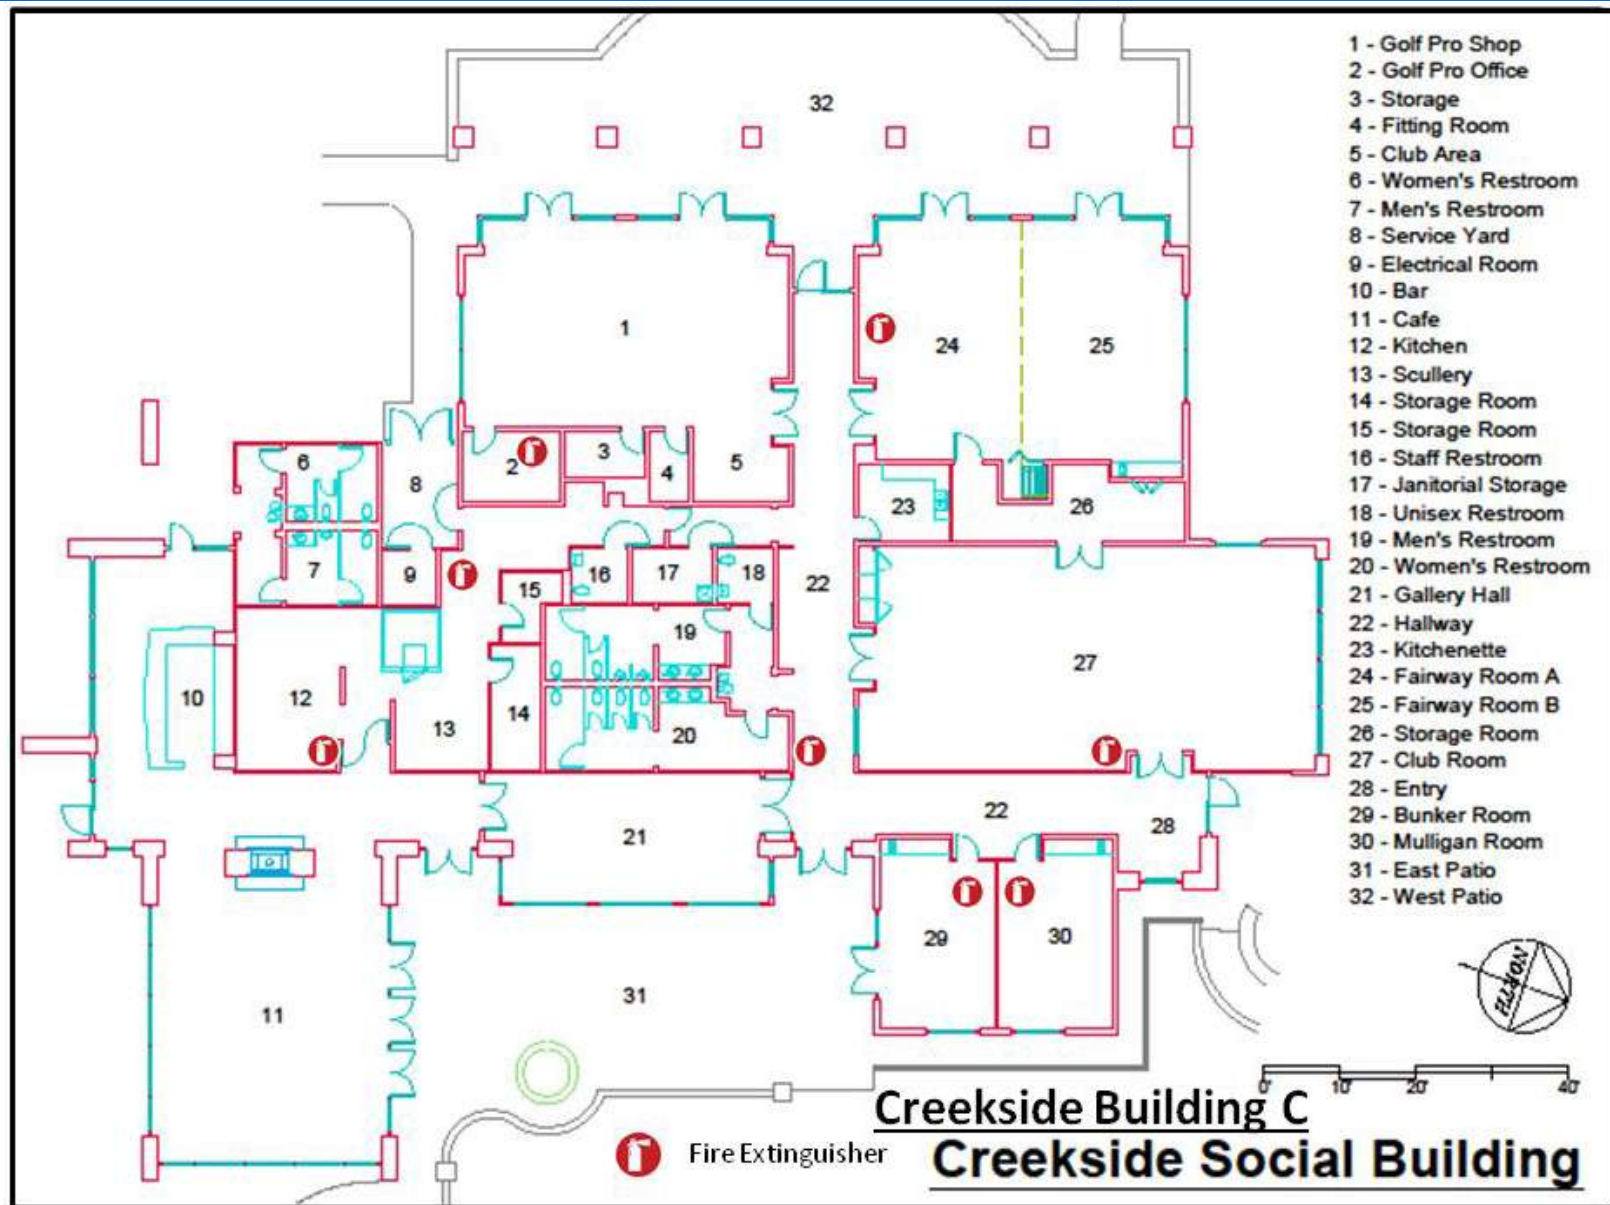 32
1 - Golf Pro Shop
2 - Golf Pro Office
3 - Storage
4 - Fitting Room
5 - Club Area
6 - Women's Restroom
7 - Men's Restroom
8 - Service Yard
9 - Electrical Room
10 - Bar
11 - Cafe
12 - Kitchen
13 - Scullery
14 - Storage Room
15 - Storage Room
16 - Staff Restroom
17 - Janitorial Storage
18 - Unisex Restroom
19 - Men's Restroom
20 - Women's Restroom
21 - Gallery Hall
22 - Hallway
23 - Kitchenette
24 - Fairway Room A
25 - Fairway Room B
26 - Storage Room
27 - Club Room
28 - Entry
29 - Bunker Room
30 - Mulligan Room
31 - East Patio
32 - West Patio
1
24
25
2
3
4
5
6
8
23
26
7
9
15
16
17
18
22
19
27
10
12
13
14
20
21
22
28
29
30
11
31
NORTH
0'
10'
20'
40'
Creekside Building C
Fire Extinguisher
Creekside Social Building